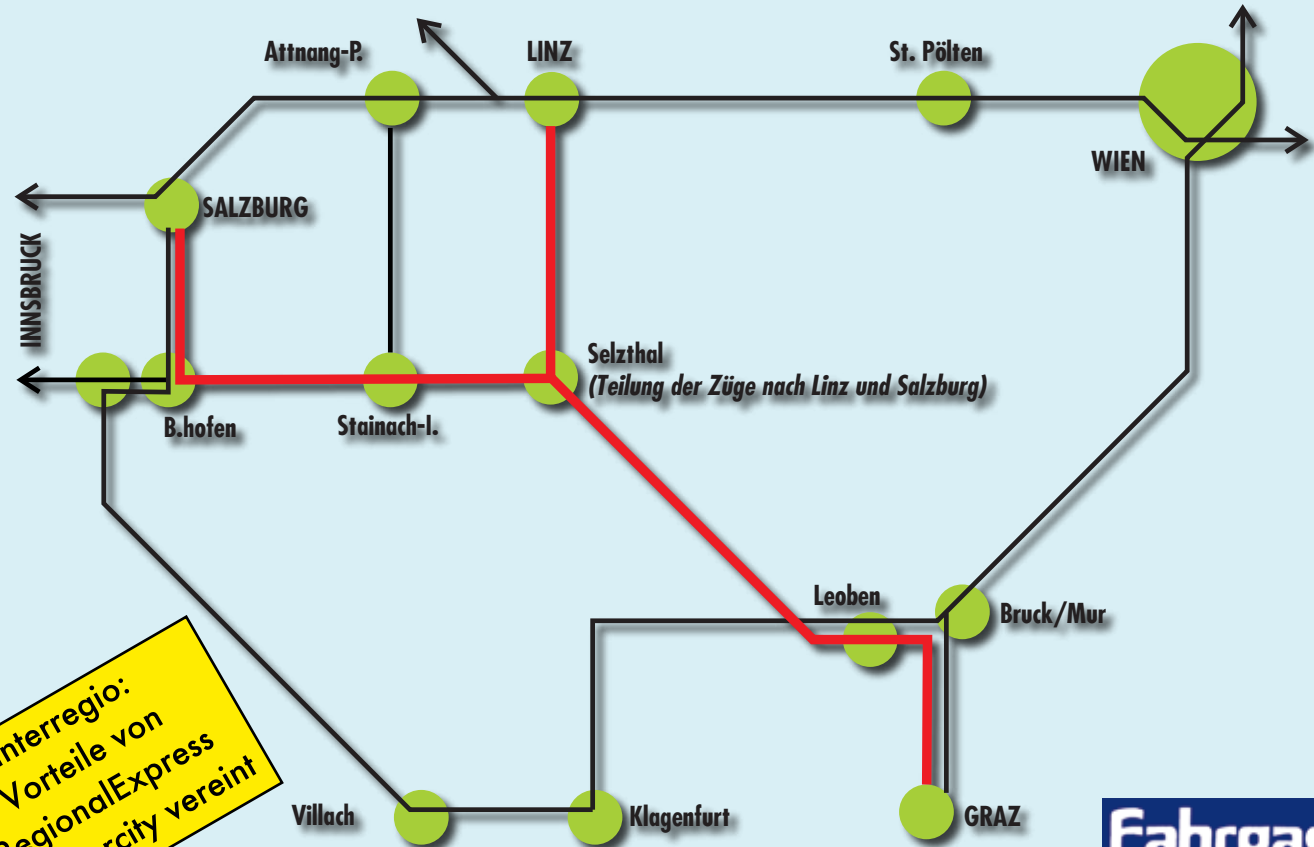 Attnang-P.
LINZ
St. Pölten
WIEN
SALZBURG
INNSBRUCK
Selzthal
(Teilung der Züge nach Linz und Salzburg)
B.hofen
Stainach-I.
Leoben
Bruck/Mur
Interregio:
Vorteile von
RegionalExpress
vereint
Villach
Klagenfurt
GRAZ